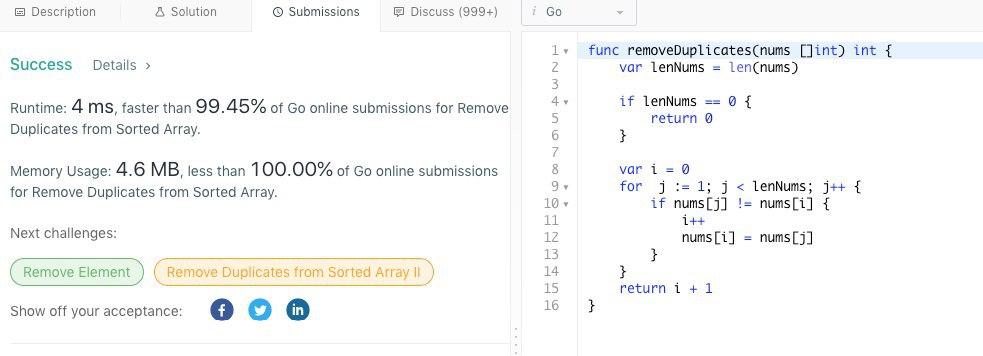 Description
Solution
Submissions
Discuss (999+)
i Go
Success
Details >
Runtime: 4 ms, faster than 99.45% of Go online submissions for Remove
Duplicates from Sorted Array.
Memory Usage: 4.6 MB, less than 100.00% of Go online submissions
for Remove Duplicates from Sorted Array.
Next challenges:
Remove Element
Remove Duplicates from Sorted Array II
Show off your acceptance:
f
in
1 func removeDuplicates(nums []int) int {
2     var lenNums = len(nums)
3
4     if lenNums == 0 {
5         return 0
6     }
7
8     var i = 0
9     for  j := 1; j < lenNums; j++ {
10         if nums[j] != nums[i] {
11             i++
12             nums[i] = nums[j]
13         }
14     }
15     return i + 1
16 }